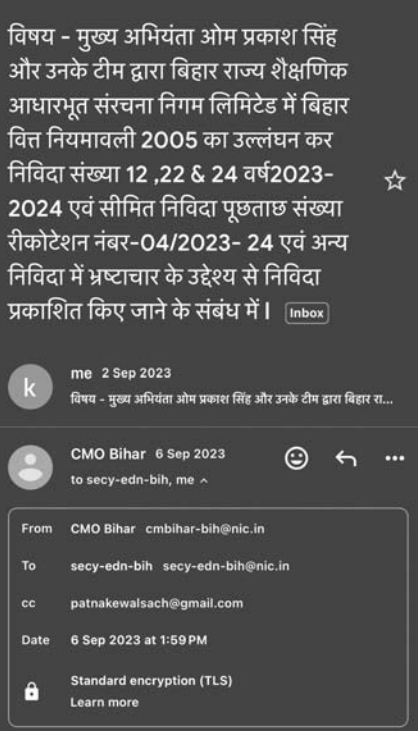 विषय - मुख्य अभियंता ओम प्रकाश सिंह
और उनके टीम द्वारा बिहार राज्य शैक्षणिक
आधारभूत संरचना निगम लिमिटेड में बिहार
वित्त नियमावली 2005 का उल्लंघन कर
निविदा संख्या 12 ,22 & 24 वर्ष2023-
2024 एवं सीमित निविदा पूछताछ संख्या
रीकोटेशन नंबर-04/2023- 24 एवं अन्य
निविदा में भ्रष्टाचार के उद्देश्य से निविदा
प्रकाशित किए जाने के संबंध में। Inbox
k
me 2 Sep 2023
विषय - मुख्य अभियंता ओम प्रकाश सिंह और उनके टीम द्वारा बिहार रा...
CMO Bihar 6 Sep 2023
to secy-edn-bih, me
From CMO Bihar cmbihar-bih@nic.in
To secy-edn-bih secy-edn-bih@nic.in
cc patnakewalsach@gmail.com
Date 6 Sep 2023 at 1:59 PM
Standard encryption (TLS)
Learn more